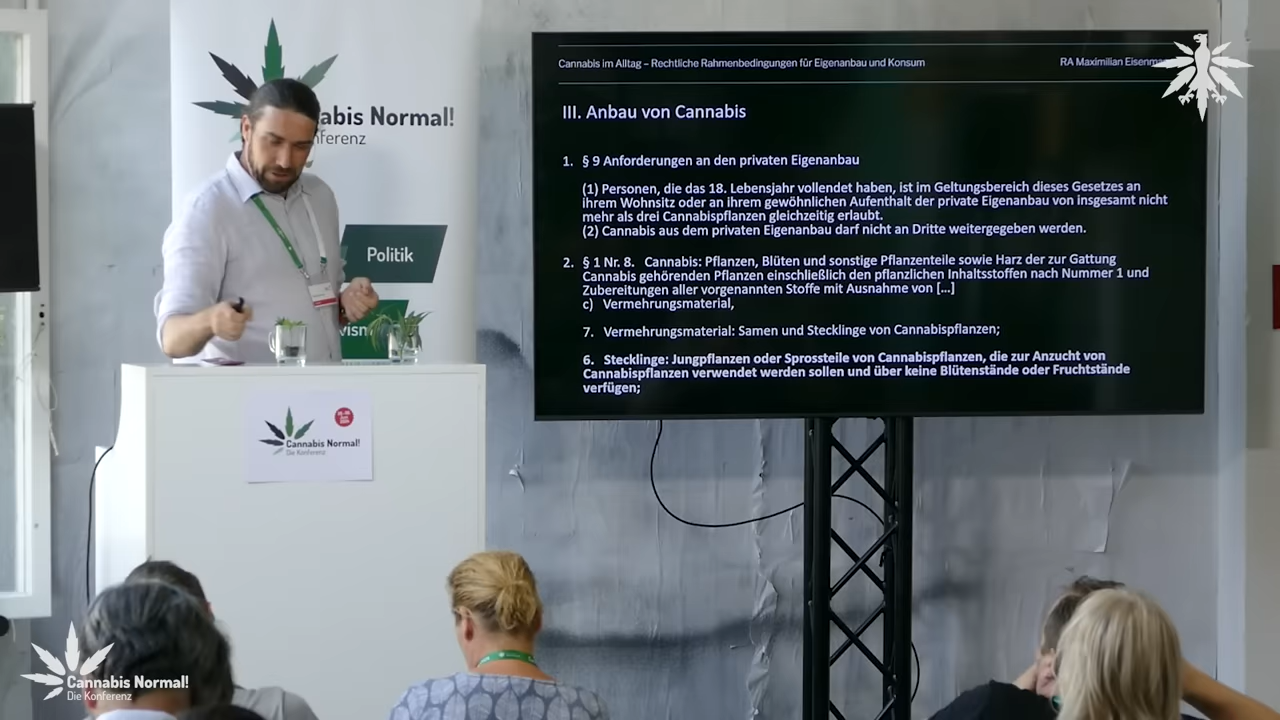 abis Normal!
nferenz
Politik
Cannabis Normal!
Die Konferenz
Cannabis im Alltag – Rechtliche Rahmenbedingungen für Eigenanbau und Konsum
RA Maximilian
III. Anbau von Cannabis
1. § 9 Anforderungen an den privaten Eigenanbau
(1) Personen, die das 18. Lebensjahr vollendet haben, ist im Geltungsbereich dieses Gesetzes an
ihrem Wohnsitz oder an ihrem gewöhnlichen Aufenthalt der private Eigenanbau von insgesamt nicht
mehr als drei Cannabispflanzen gleichzeitig erlaubt.
(2) Cannabis aus dem privaten Eigenanbau darf nicht an Dritte weitergegeben werden.
2. § 1 Nr. 8. Cannabis: Pflanzen, Blüten und sonstige Pflanzenteile sowie Harz der zur Gattung
Cannabis gehörenden Pflanzen einschließlich den pflanzlichen Inhaltsstoffen nach Nummer 1 und
Zubereitungen aller vorgenannten Stoffe mit Ausnahme von [...]
c) Vermehrungsmaterial,
7. Vermehrungsmaterial: Samen und Stecklinge von Cannabispflanzen;
6. Stecklinge: Jungpflanzen oder Sprossteile von Cannabispflanzen, die zur Anzucht von
Cannabispflanzen verwendet werden sollen und über keine Blütenstände oder Fruchtstände
verfügen;
Cannabis Normal!
Die Konferenz